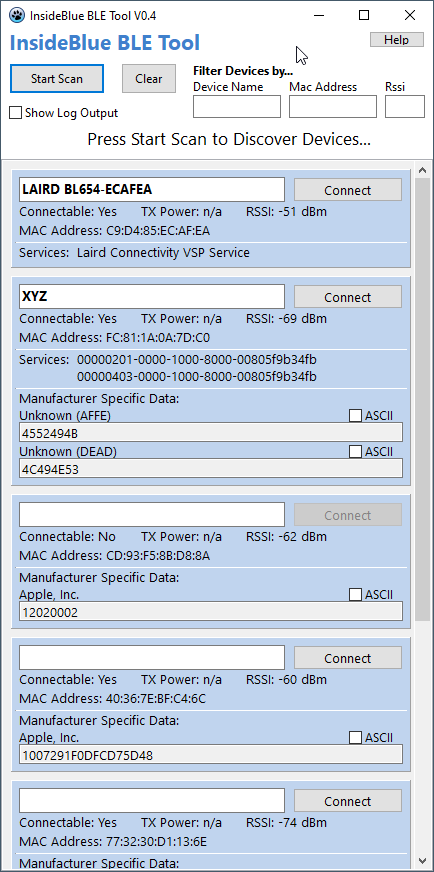 InsideBlue BLE Tool V0.4
InsideBlue BLE Tool
Help
Start Scan
Clear
Filter Devices by...
Device Name
Mac Address
Rssi
Show Log Output
Press Start Scan to Discover Devices...
LAIRD BL654-ECAFEA
Connect
Connectable: Yes TX Power: n/a RSSI: -51 dBm
MAC Address: C9:D4:85:EC:AF:EA
Services: Laird Connectivity VSP Service
XYZ
Connect
Connectable: Yes TX Power: n/a RSSI: -69 dBm
MAC Address: FC:81:1A:0A:7D:C0
Services: 00000201-0000-1000-8000-00805f9b34fb
00000403-0000-1000-8000-00805f9b34fb
Manufacturer Specific Data:
Unknown (AFFE) ASCII
4552494B
Unknown (DEAD) ASCII
4C494E53
Connect
Connectable: No TX Power: n/a RSSI: -62 dBm
MAC Address: CD:93:F5:8B:D8:8A
Manufacturer Specific Data:
Apple, Inc. ASCII
12020002
Connect
Connectable: Yes TX Power: n/a RSSI: -60 dBm
MAC Address: 40:36:7E:BF:C4:6C
Manufacturer Specific Data:
Apple, Inc. ASCII
1007291F0DFCD75D48
Connect
Connectable: Yes TX Power: n/a RSSI: -74 dBm
MAC Address: 77:32:30:D1:13:6E
Manufacturer Specific Data: